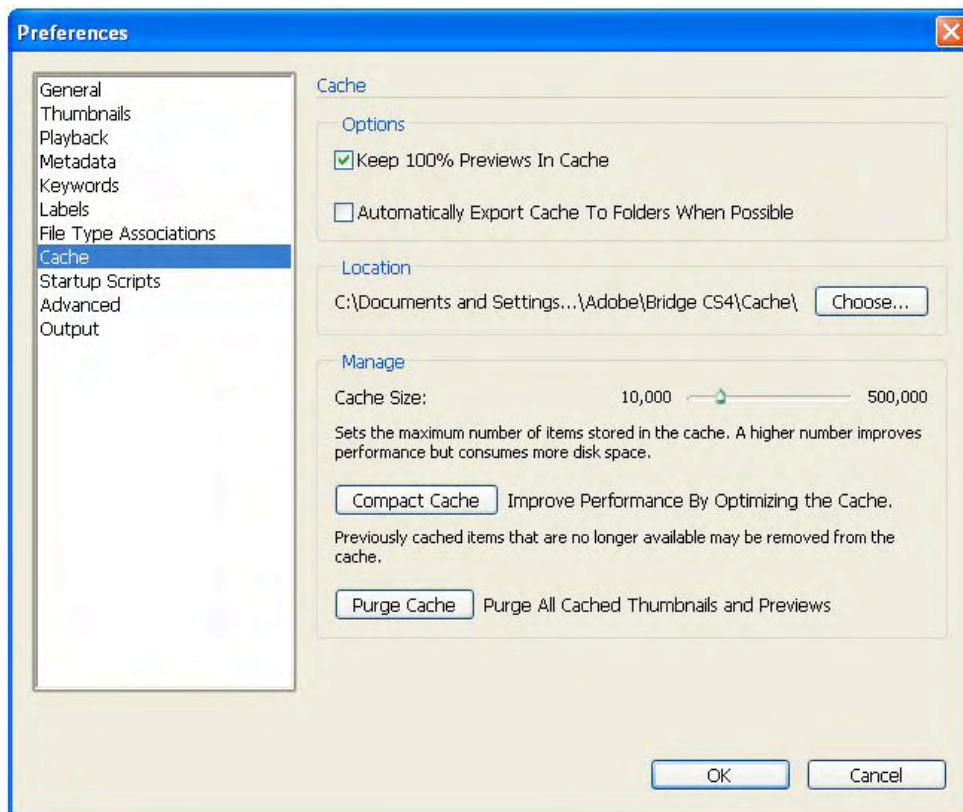 Preferences
General
Thumbnails
Playback
Metadata
Keywords
Labels
File Type Associations
Cache
Startup Scripts
Advanced
Output
Cache
Options
Keep 100% Previews In Cache
Automatically Export Cache To Folders When Possible
Location
C:\Documents and Settings...\Adobe\Bridge CS4\Cache\ Choose...
Manage
Cache Size: 10,000 500,000
Sets the maximum number of items stored in the cache. A higher number improves
performance but consumes more disk space.
Compact Cache Improve Performance By Optimizing the Cache.
Previously cached items that are no longer available may be removed from the
cache.
Purge Cache Purge All Cached Thumbnails and Previews
OK Cancel